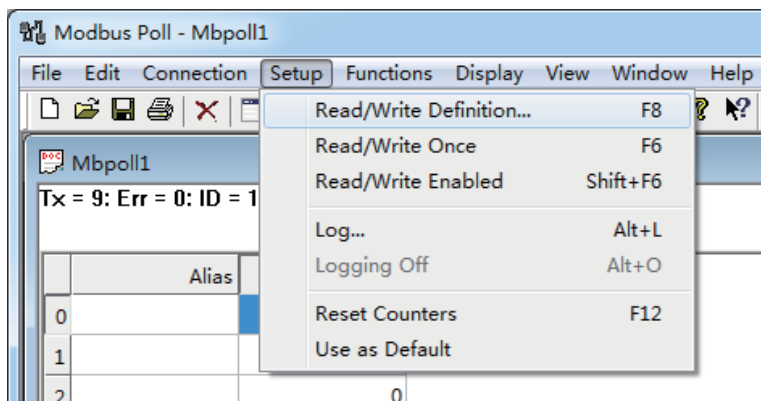 Modbus Poll - Mbpoll1
File Edit Connection Setup Functions Display View Window Help
Read/Write Definition... F8
Read/Write Once F6
Read/Write Enabled Shift+F6
Log... Alt+L
Logging Off Alt+O
Reset Counters F12
Use as Default
Mbpoll1
Tx = 9: Err = 0: ID = 1
Alias
0
1
2 0